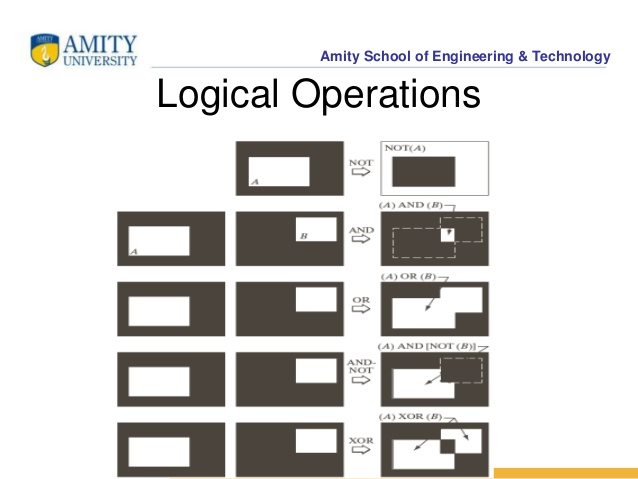 AMITY
UNIVERSITY
Amity School of Engineering & Technology
Logical Operations
A
NOT
NOT(A)
A
B
AND
(A) AND (B)
OR
(A) OR (B)
AND-
NOT
(A) AND [NOT (B)]
XOR
(A) XOR (B)